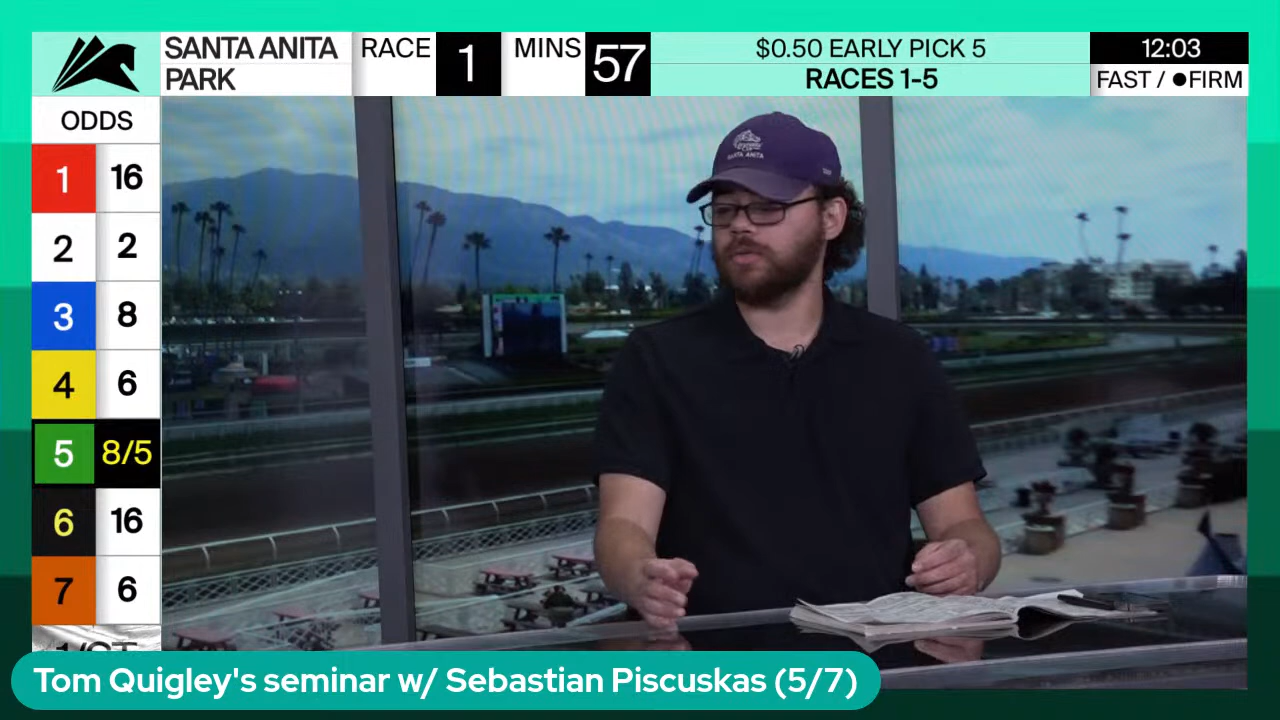 SANTA ANITA
PARK
RACE
1
MINS
57
$0.50 EARLY PICK 5
RACES 1-5
12:03
FAST / ●FIRM
ODDS
1 16
2 2
3 8
4 6
5 8/5
6 16
7 6
SANTA ANITA
Tom Quigley's seminar w/ Sebastian Piscuskas (5/7)